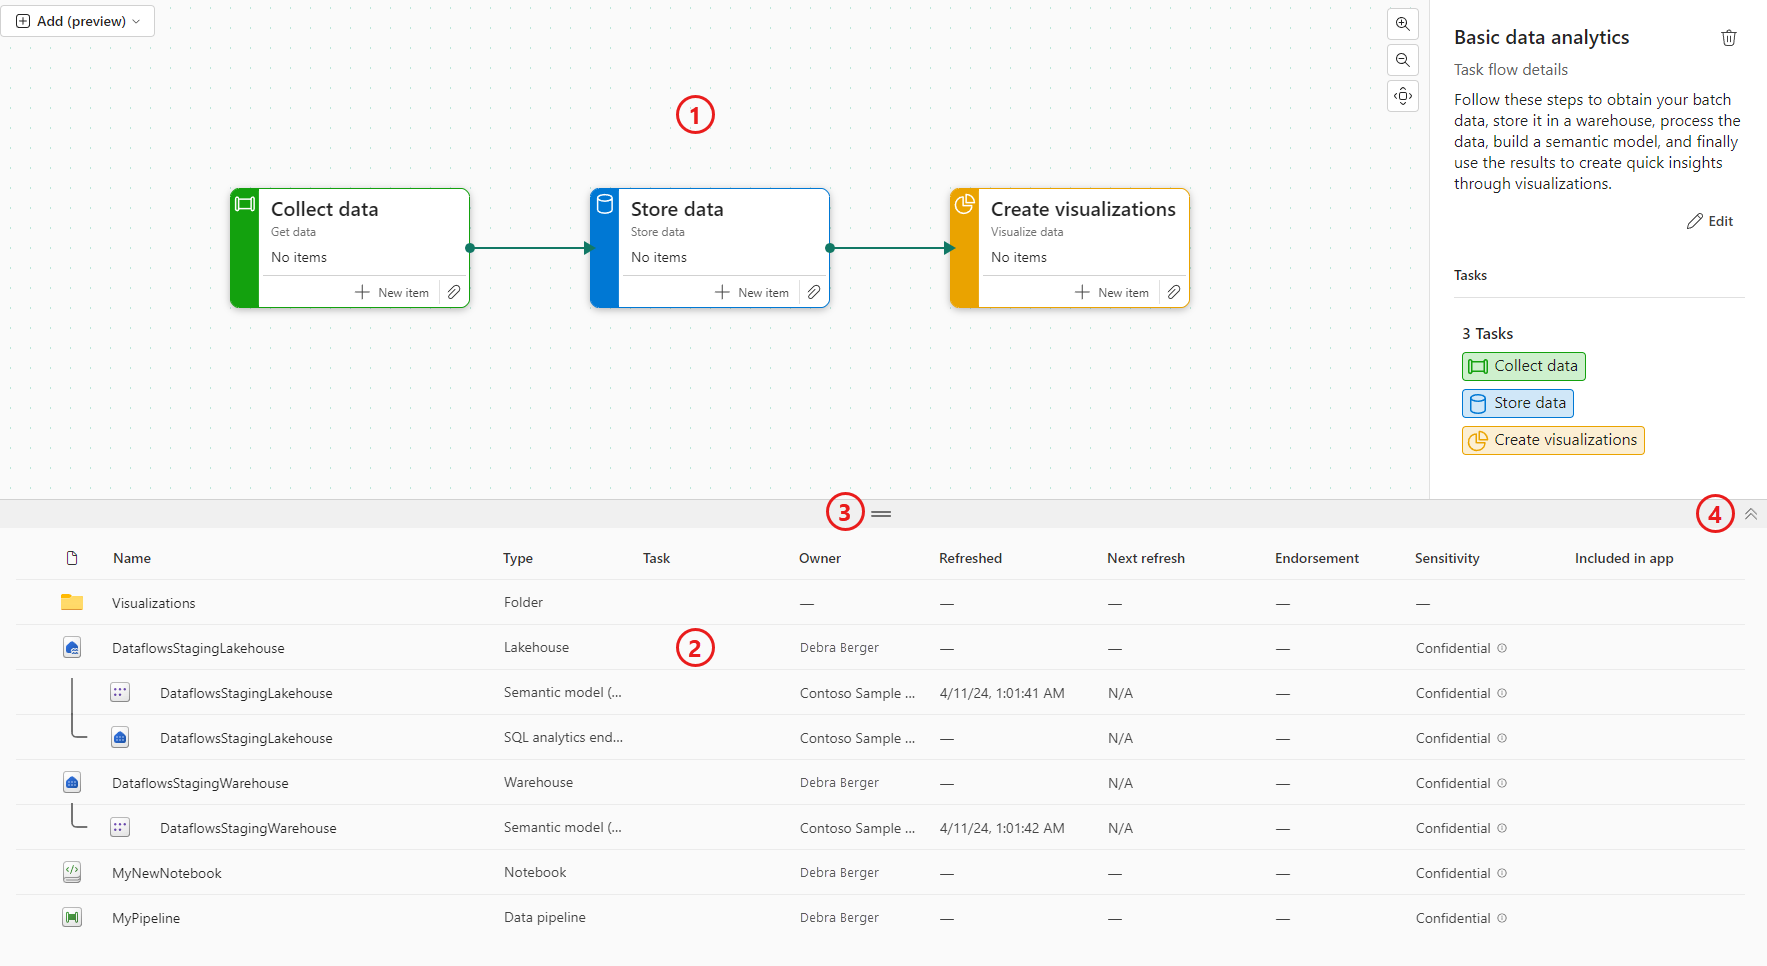 Add (preview)
Basic data analytics
Task flow details
Follow these steps to obtain your batch
data, store it in a warehouse, process the
data, build a semantic model, and finally
use the results to create quick insights
through visualizations.
Edit
Tasks
3 Tasks
Collect data
Store data
Create visualizations
1
Collect data
Get data
No items
New item
Store data
Store data
No items
New item
Create visualizations
Visualize data
No items
New item
3
4
Name Type Task Owner Refreshed Next refresh Endorsement Sensitivity Included in app
Visualizations Folder — — — — —
DataflowsStagingLakehouse Lakehouse 2 Debra Berger — — — Confidential
DataflowsStagingLakehouse Semantic model (... Contoso Sample ... 4/11/24, 1:01:41 AM N/A — Confidential
DataflowsStagingLakehouse SQL analytics end... Contoso Sample ... — N/A — Confidential
DataflowsStagingWarehouse Warehouse Debra Berger — N/A — Confidential
DataflowsStagingWarehouse Semantic model (... Contoso Sample ... 4/11/24, 1:01:42 AM N/A — Confidential
MyNewNotebook Notebook Debra Berger — — — Confidential
MyPipeline Data pipeline Debra Berger — — — Confidential